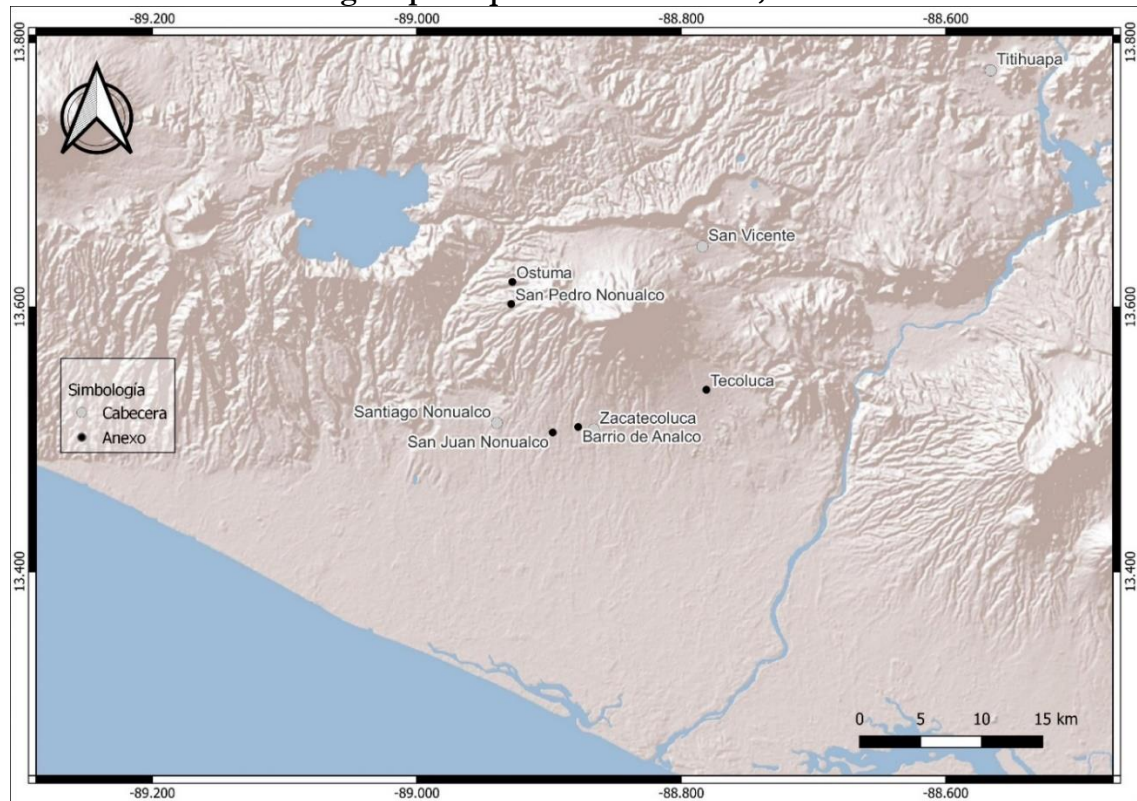 -89.200 -89.000 -88.800 -88.600
13.800 13.800
Titihuapa
San Vicente
Ostuma
San Pedro Nonualco
13.600 13.600
Tecoluca
Simbología
Cabecera
Anexo
Santiago Nonualco
Zacatecoluca
San Juan Nonualco
Barrio de Analco
13.400 13.400
0 5 10 15 km
-89.200 -89.000 -88.800 -88.600